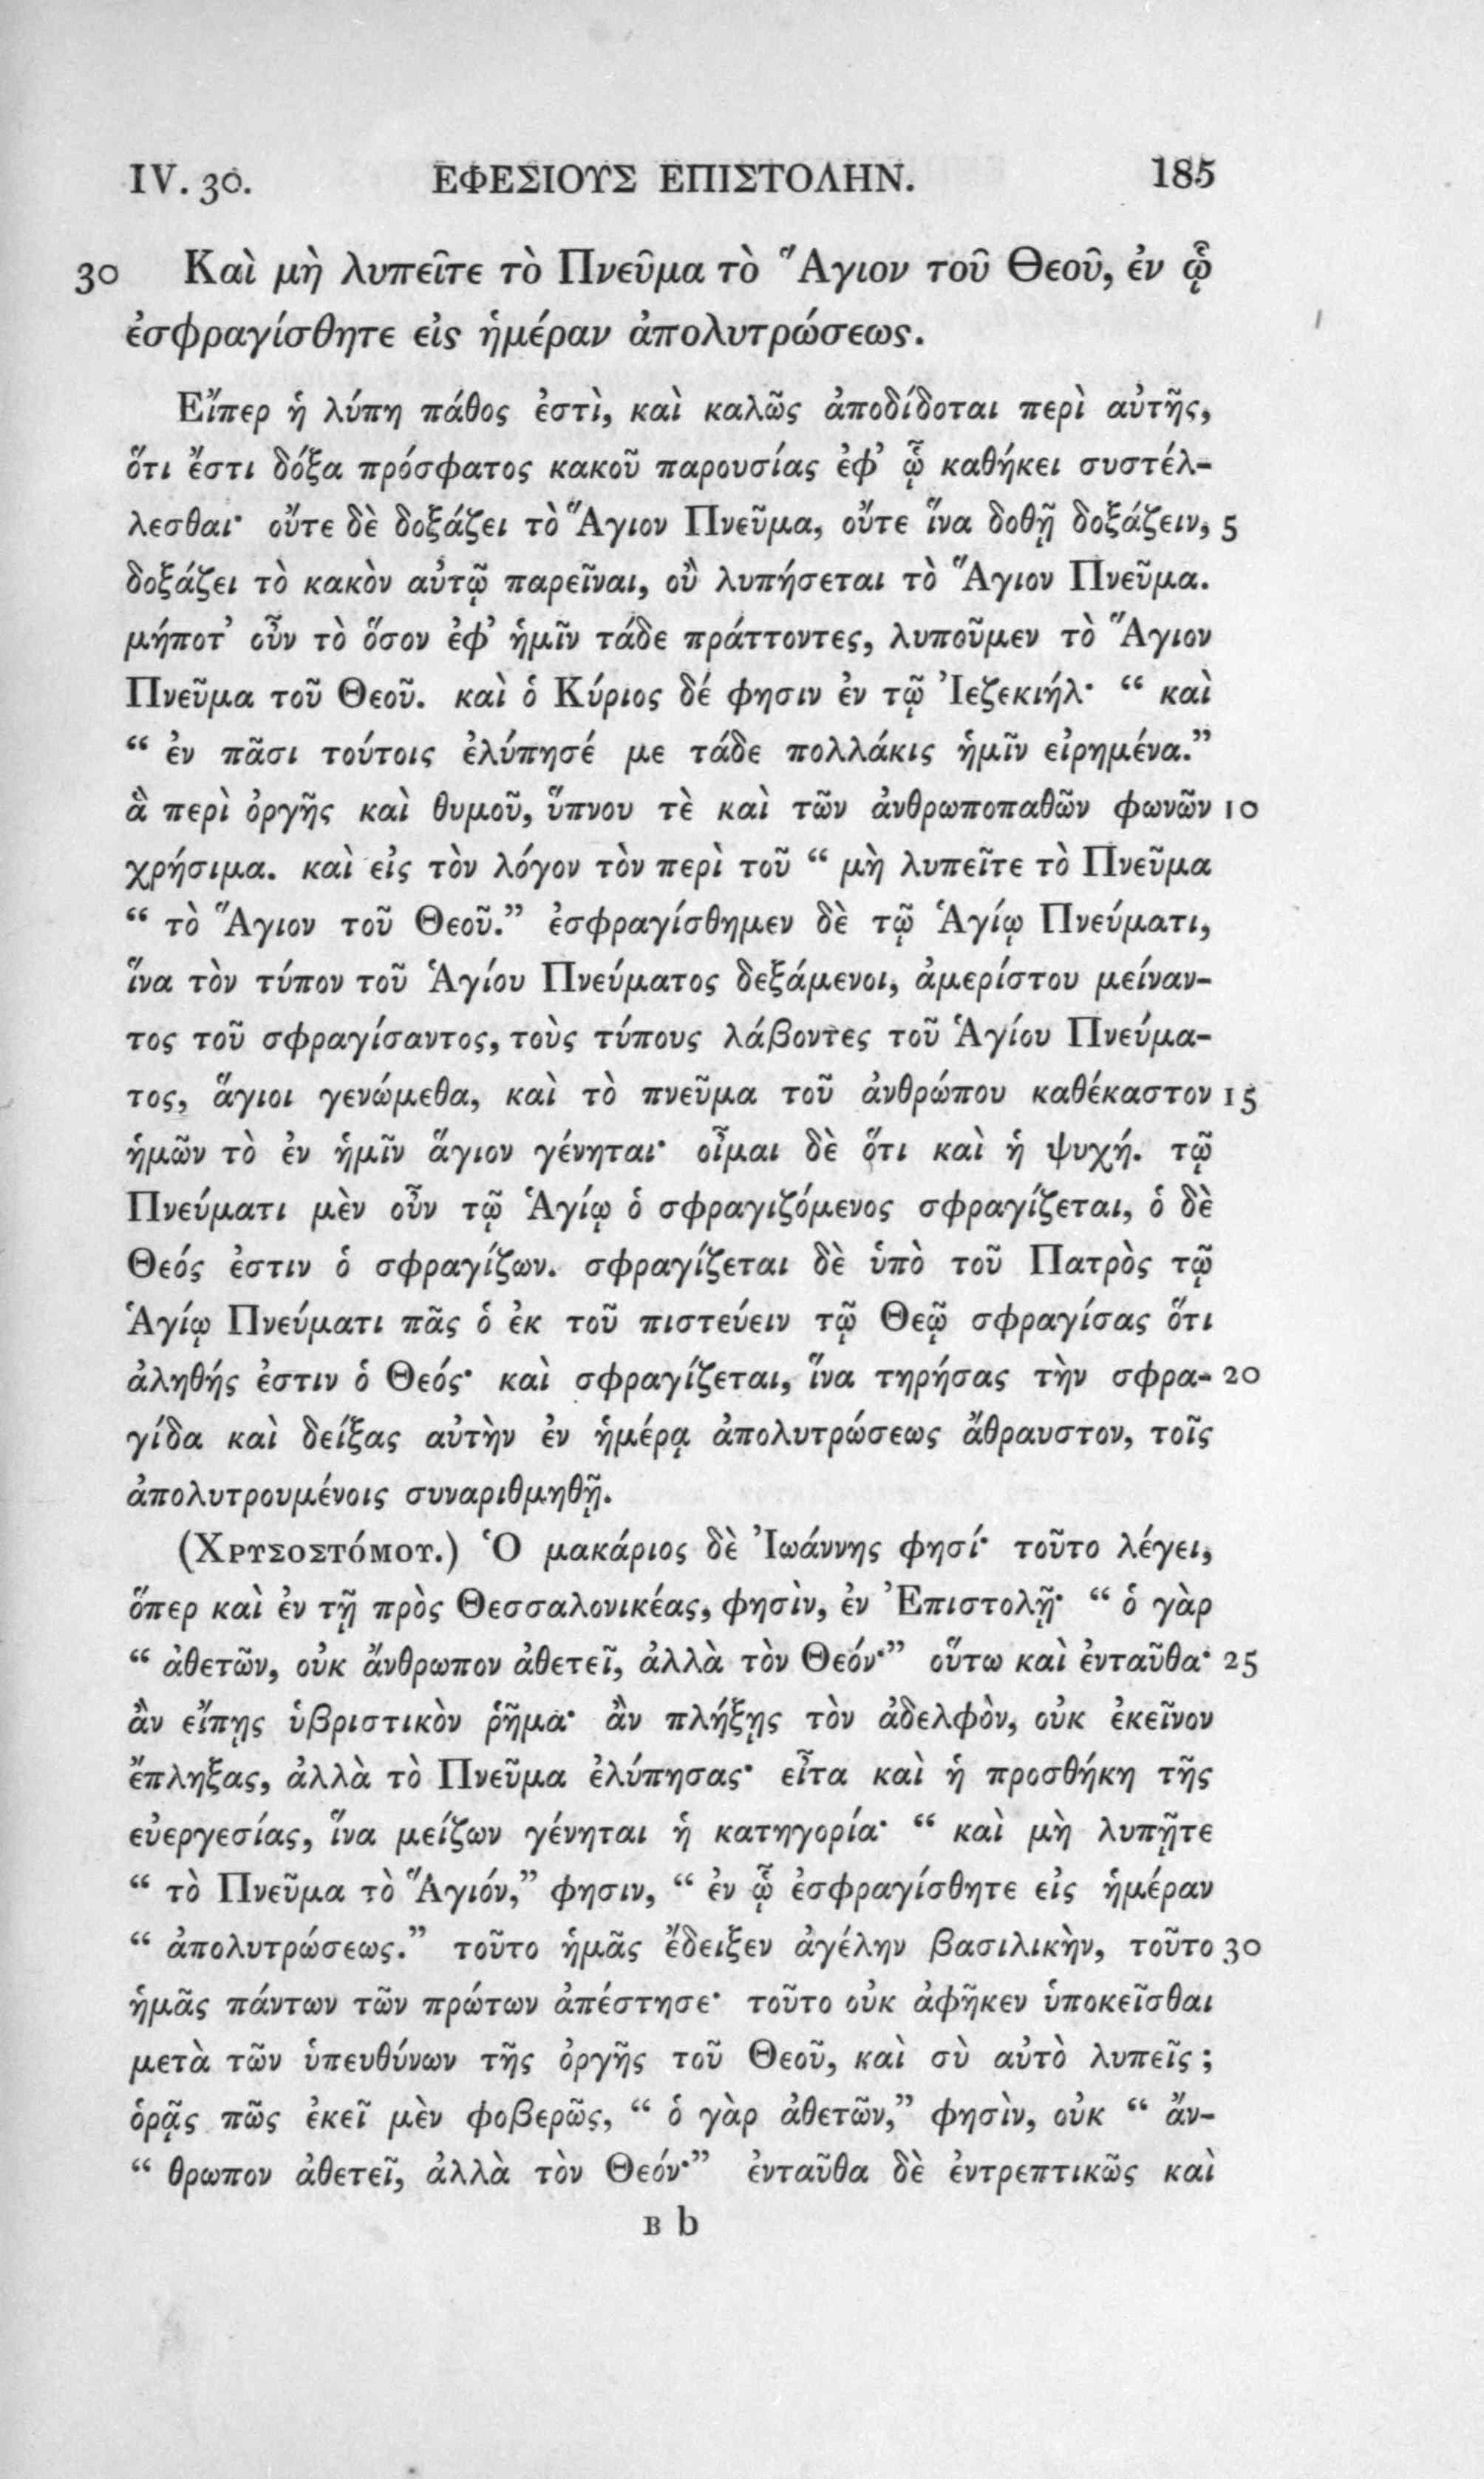 IV. 30. ΕΦΕΣΙΟΥΣ ΕΠΙΣΤΟΛΗΝ. 185
30 Καὶ μὴ λυπεῖτε τὸ Πνεῦμα τὸ Ἅγιον τοῦ Θεοῦ, ἐν ᾧ
ἐσφραγίσθητε εἰς ἡμέραν ἀπολυτρώσεως.
Εἴπερ ἡ λύπη πάθος ἐστὶ, καὶ καλῶς ἀποδίδοται περὶ αὐτῆς,
ὅτι ἔστι δόξα πρόσφατος κακοῦ παρουσίας ἐφ’ ᾧ καθήκει συστέλ-
λεσθαι· οὔτε δὲ δοξάζει τὸ Ἅγιον Πνεῦμα, οὔτε ἵνα δοθῇ δοξάζειν, 5
δοξάζει τὸ κακὸν αὐτῷ παρεῖναι, οὐ λυπήσεται τὸ Ἅγιον Πνεῦμα.
μήποτ’ οὖν τὸ ὅσον ἐφ’ ἡμῖν τάδε πράττοντες, λυποῦμεν τὸ Ἅγιον
Πνεῦμα τοῦ Θεοῦ. καὶ ὁ Κύριος δέ φησιν ἐν τῷ Ἰεζεκιήλ· “ καὶ
“ ἐν πᾶσι τούτοις ἐλύπησέ με τάδε πολλάκις ἡμῖν εἰρημένα.”
ἃ περὶ ὀργῆς καὶ θυμοῦ, ὕπνου τὲ καὶ τῶν ἀνθρωποπαθῶν φωνῶν 10
χρήσιμα. καὶ εἰς τὸν λόγον τὸν περὶ τοῦ “ μὴ λυπεῖτε τὸ Πνεῦμα
“ τὸ Ἅγιον τοῦ Θεοῦ.” ἐσφραγίσθημεν δὲ τῷ Ἁγίῳ Πνεύματι,
ἵνα τὸν τύπον τοῦ Ἁγίου Πνεύματος δεξάμενοι, ἀμερίστου μείναν-
τος τοῦ σφραγίσαντος, τοὺς τύπους λάβοντες τοῦ Ἁγίου Πνεύμα-
τος, ἅγιοι γενώμεθα, καὶ τὸ πνεῦμα τοῦ ἀνθρώπου καθέκαστον 15
ἡμῶν τὸ ἐν ἡμῖν ἅγιον γένηται· οἶμαι δὲ ὅτι καὶ ἡ ψυχή. τῷ
Πνεύματι μὲν οὖν τῷ Ἁγίῳ ὁ σφραγιζόμενος σφραγίζεται, ὁ δὲ
Θεός ἐστιν ὁ σφραγίζων. σφραγίζεται δὲ ὑπὸ τοῦ Πατρὸς τῷ
Ἁγίῳ Πνεύματι πᾶς ὁ ἐκ τοῦ πιστεύειν τῷ Θεῷ σφραγίσας ὅτι
ἀληθής ἐστιν ὁ Θεός· καὶ σφραγίζεται, ἵνα τηρήσας τὴν σφρα- 20
γίδα καὶ δείξας αὐτὴν ἐν ἡμέρᾳ ἀπολυτρώσεως ἄθραυστον, τοῖς
ἀπολυτρουμένοις συναριθμηθῇ.
(Χρυσοστόμου.) Ὁ μακάριος δὲ Ἰωάννης φησί· τοῦτο λέγει,
ὅπερ καὶ ἐν τῇ πρὸς Θεσσαλονικέας, φησὶν, ἐν Ἐπιστολῇ· “ ὁ γὰρ
“ ἀθετῶν, οὐκ ἄνθρωπον ἀθετεῖ, ἀλλὰ τὸν Θεόν·” οὕτω καὶ ἐνταῦθα· 25
ἂν εἴπῃς ὑβριστικὸν ῥῆμα· ἂν πλήξῃς τὸν ἀδελφὸν, οὐκ ἐκεῖνον
ἔπληξας, ἀλλὰ τὸ Πνεῦμα ἐλύπησας· εἶτα καὶ ἡ προσθήκη τῆς
εὐεργεσίας, ἵνα μείζων γένηται ἡ κατηγορία· “ καὶ μὴ λυπῆτε
“ τὸ Πνεῦμα τὸ Ἅγιόν,” φησιν, “ ἐν ᾧ ἐσφραγίσθητε εἰς ἡμέραν
“ ἀπολυτρώσεως.” τοῦτο ἡμᾶς ἔδειξεν ἀγέλην βασιλικὴν, τοῦτο 30
ἡμᾶς πάντων τῶν πρώτων ἀπέστησε· τοῦτο οὐκ ἀφῆκεν ὑποκεῖσθαι
μετὰ τῶν ὑπευθύνων τῆς ὀργῆς τοῦ Θεοῦ, καὶ σὺ αὐτὸ λυπεῖς ;
ὁρᾷς πῶς ἐκεῖ μὲν φοβερῶς, “ ὁ γὰρ ἀθετῶν,” φησὶν, οὐκ “ ἄν-
“ θρωπον ἀθετεῖ, ἀλλὰ τὸν Θεόν·” ἐνταῦθα δὲ ἐντρεπτικῶς καὶ
B b